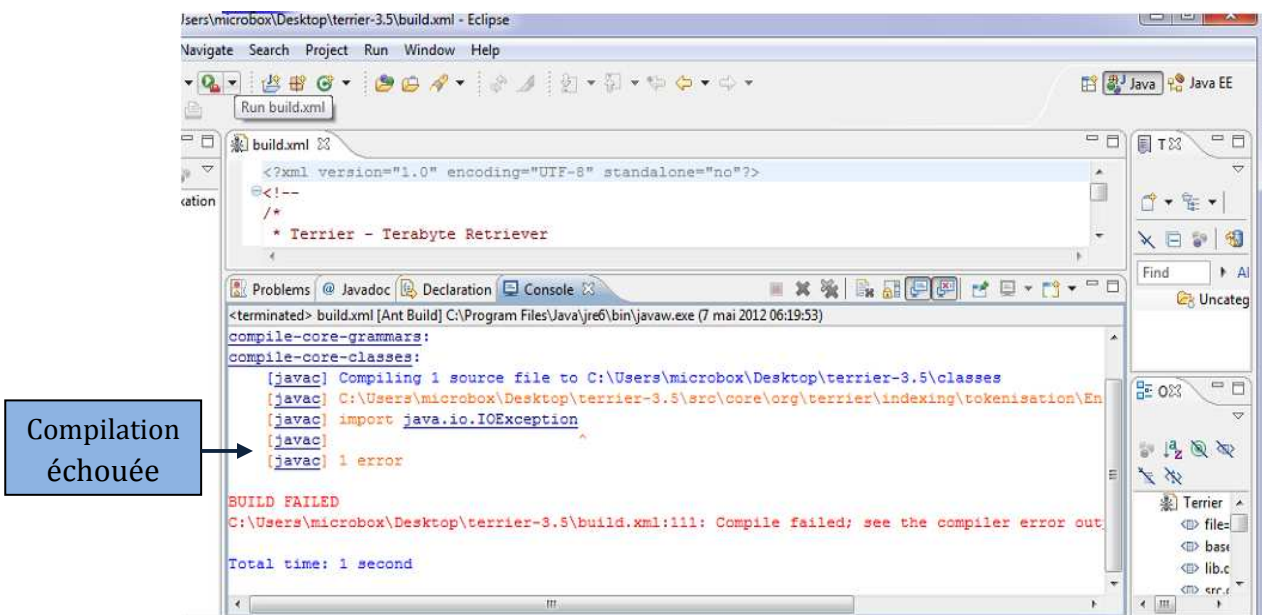 Jsers\microbox\Desktop\terrier-3.5\build.xml - Eclipse
Navigate Search Project Run Window Help
Java Java EE
Run build.xml
build.xml
T
<?xml version="1.0" encoding="UTF-8" standalone="no"?>
<!--
/*
* Terrier - Terabyte Retriever
cation
Find Al
Uncateg
Problems @ Javadoc Declaration Console
<terminated> build.xml [Ant Build] C:\Program Files\Java\jre6\bin\javaw.exe (7 mai 2012 06:19:53)
compile-core-grammars:
compile-core-classes:
[javac] Compiling 1 source file to C:\Users\microbox\Desktop\terrier-3.5\classes
[javac] C:\Users\microbox\Desktop\terrier-3.5\src\core\org\terrier\indexing\tokenisation\En
[javac] import java.io.IOException
[javac] ^
[javac] 1 error
BUILD FAILED
C:\Users\microbox\Desktop\terrier-3.5\build.xml:111: Compile failed; see the compiler error out
Total time: 1 second
Compilation
échouée
O
Terrier
file=
base
lib.c
src.c